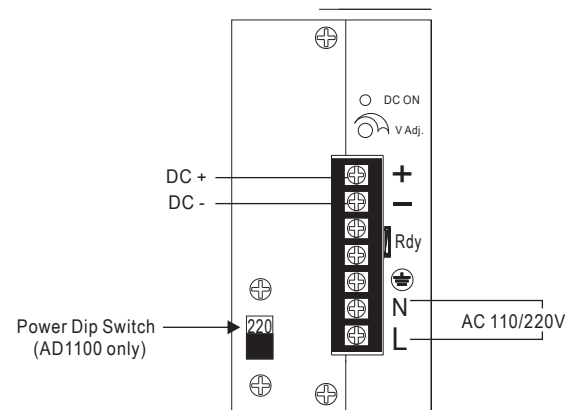 DC ON
V Adj.
DC +
+
DC -
−
Rdy
N
AC 110/220V
L
220
Power Dip Switch
(AD1100 only)